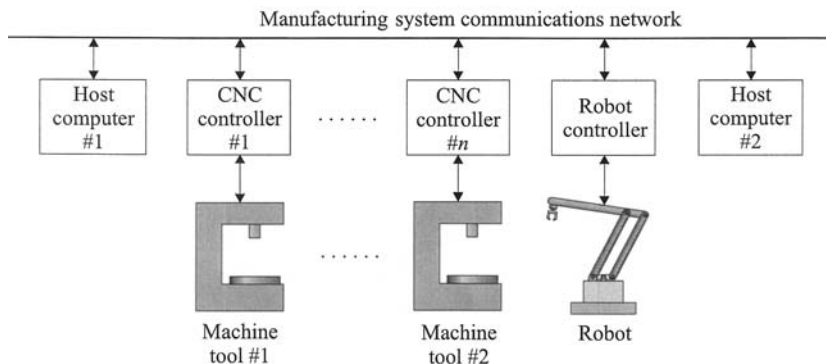 Manufacturing system communications network
Host
computer
#1
CNC
controller
#1
CNC
controller
#n
Robot
controller
Host
computer
#2
Machine
tool #1
Machine
tool #2
Robot